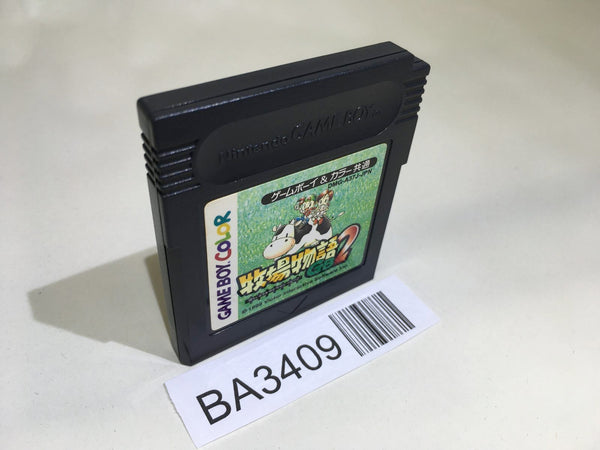 Nintendo GAME BOY
ゲームボーイ & カラー共通
GAME BOY COLOR
牧場物語
GB2
BA3409